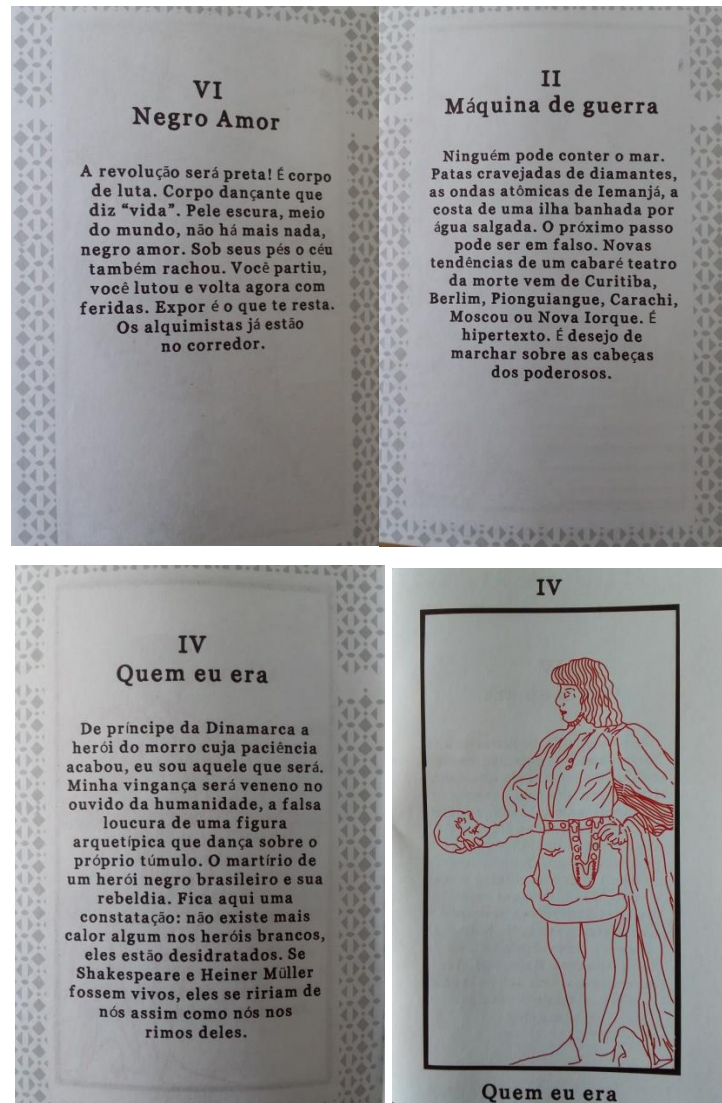 VI
Negro Amor
A revolução será preta! É corpo
de luta. Corpo dançante que
diz “vida”. Pele escura, meio
do mundo, não há mais nada,
negro amor. Sob seus pés o céu
também rachou. Você partiu,
você lutou e volta agora com
feridas. Expor é o que te resta.
Os alquimistas já estão
no corredor.
II
Máquina de guerra
Ninguém pode conter o mar.
Patas cravejadas de diamantes,
as ondas atômicas de Iemanjá, a
costa de uma ilha banhada por
água salgada. O próximo passo
pode ser em falso. Novas
tendências de um cabaré teatro
da morte vem de Curitiba,
Berlim, Pionguiangue, Carachi,
Moscou ou Nova Iorque. É
hipertexto. É desejo de
marchar sobre as cabeças
dos poderosos.
IV
Quem eu era
De príncipe da Dinamarca a
herói do morro cuja paciência
acabou, eu sou aquele que será.
Minha vingança será veneno no
ouvido da humanidade, a falsa
loucura de uma figura
arquetípica que dança sobre o
próprio túmulo. O martírio de
um herói negro brasileiro e sua
rebeldia. Fica aqui uma
constatação: não existe mais
calor algum nos heróis brancos,
eles estão desidratados. Se
Shakespeare e Heiner Müller
fossem vivos, eles se ririam de
nós assim como nós nos
rimos deles.
IV
Quem eu era